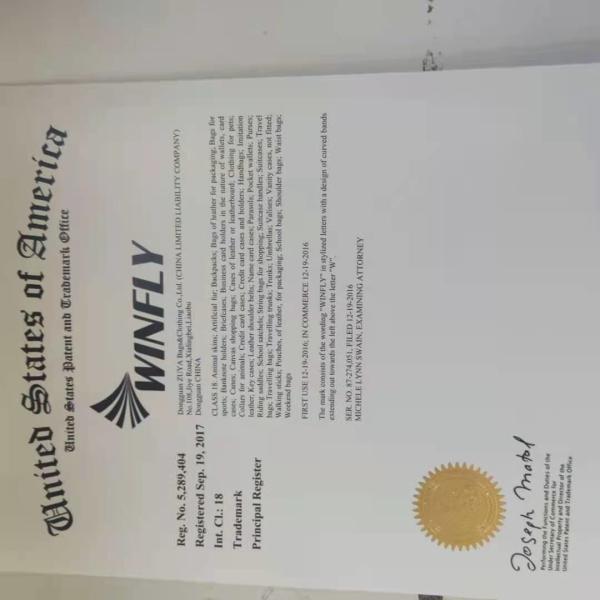 United States of America
United States Patent and Trademark Office
WINFLY
Reg. No. 5,289,404
Registered Sep. 19, 2017
Int. Cl.: 18
Trademark
Principal Register
Dongguan ZUYA Bags&Clothing Co.,Ltd. (CHINA LIMITED LIABILITY COMPANY)
No.108,Jiye Road,Xialingbei,Liaobu
Dongguan CHINA
CLASS 18: Animal skins; Artificial fur; Backpacks; Bags of leather for packaging; Bags for
sports; Banknote holders; Briefcases; Business card holders in the nature of wallets, card
cases; Canes; Canvas shopping bags; Cases of leather or leatherboard; Clothing for pets;
Collars for animals; Credit card cases; Credit card cases and holders; Handbags; Imitation
leather; Key cases; Leather shoulder belts; Name card cases; Parasols; Pocket wallets; Purses;
Riding saddles; School satchels; String bags for shopping; Suitcase handles; Suitcases; Travel
bags; Travelling bags; Travelling trunks; Trunks; Umbrellas; Valises; Vanity cases, not fitted;
Walking sticks; Pouches, of leather, for packaging; School bags; Shoulder bags; Waist bags;
Weekend bags
FIRST USE 12-19-2016; IN COMMERCE 12-19-2016
The mark consists of the wording "WINFLY" in stylized letters with a design of curved bands
extending out towards the left above the letter "W".
SER. NO. 87-274,051, FILED 12-19-2016
MICHELE LYNN SWAIN, EXAMINING ATTORNEY
Joseph Matal
Performing the Functions and Duties of the
Under Secretary of Commerce for
Intellectual Property and Director of the
United States Patent and Trademark Office